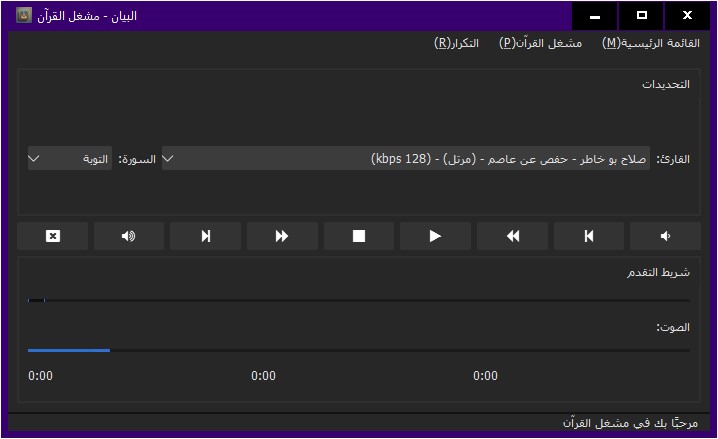 البيان - مشغل القرآن
القائمة الرئيسية(M) مشغل القرآن(P) التكرار(R)
التحديدات
القارئ: صلاح بو خاطر - حفص عن عاصم - (مرتل) - (128 kbps) السورة: التوبة
شريط التقدم
الصوت:
0:00 0:00 0:00
مرحبًا بك في مشغل القرآن